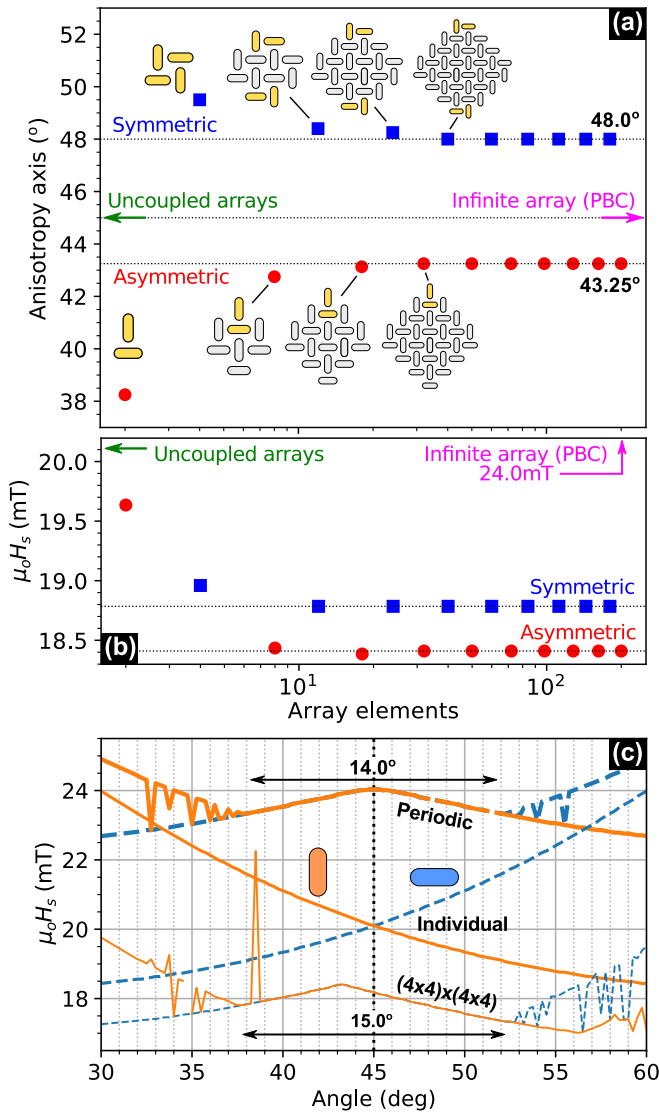 (a)
52
50
48
46
44
42
40
38
Anisotropy axis (°)
Symmetric
48.0°
Uncoupled arrays
Infinite array (PBC)
Asymmetric
43.25°
20.0
19.5
19.0
18.5
μₒHₛ (mT)
Uncoupled arrays
Infinite array (PBC)
24.0mT
Symmetric
Asymmetric
(b)
10¹
10²
Array elements
(c)
24
22
20
18
μₒHₛ (mT)
14.0°
Periodic
Individual
(4x4)x(4x4)
15.0°
30
35
40
45
50
55
60
Angle (deg)